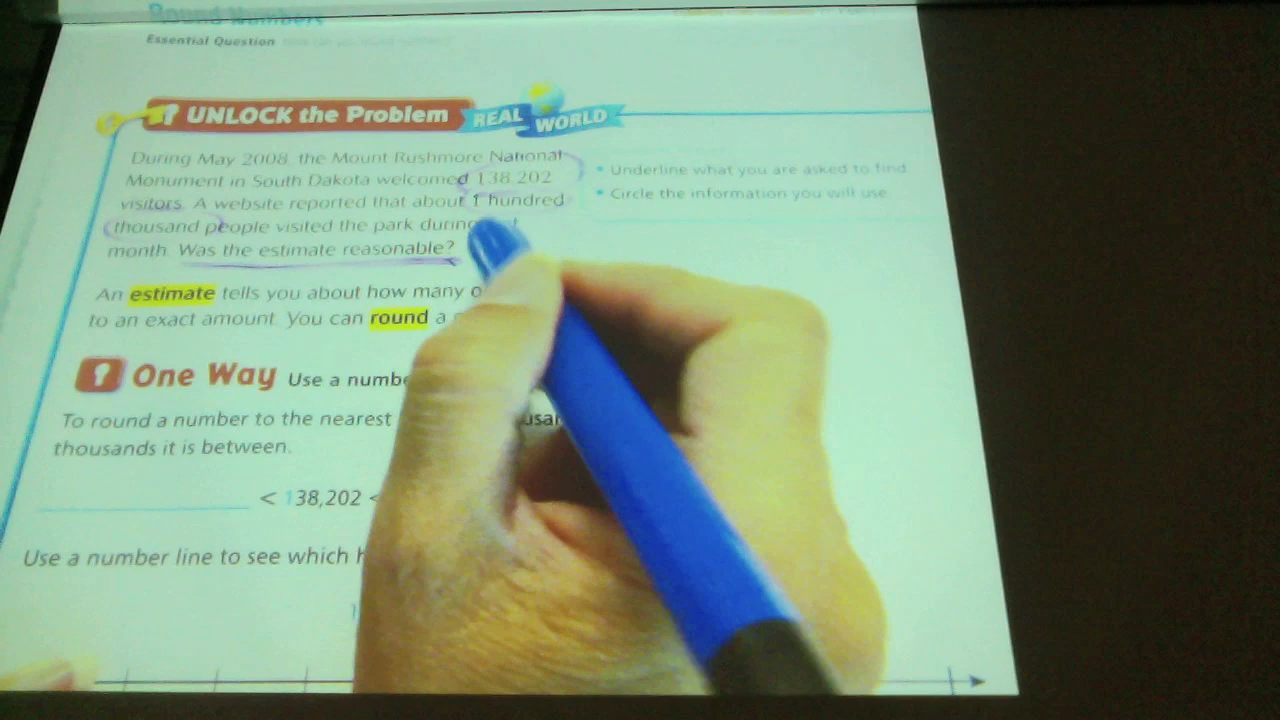 Round Numbers
Essential Question
UNLOCK the Problem REAL WORLD
During May 2008, the Mount Rushmore National
Monument in South Dakota welcomed 138,202
visitors. A website reported that about 1 hundred
thousand people visited the park during
month. Was the estimate reasonable?
• Underline what you are asked to find.
• Circle the information you will use.
An estimate tells you about how many
to an exact amount. You can round a
One Way Use a
To round a number to the nearest
thousands it is between.
< 138,202 <
Use a number line to see which